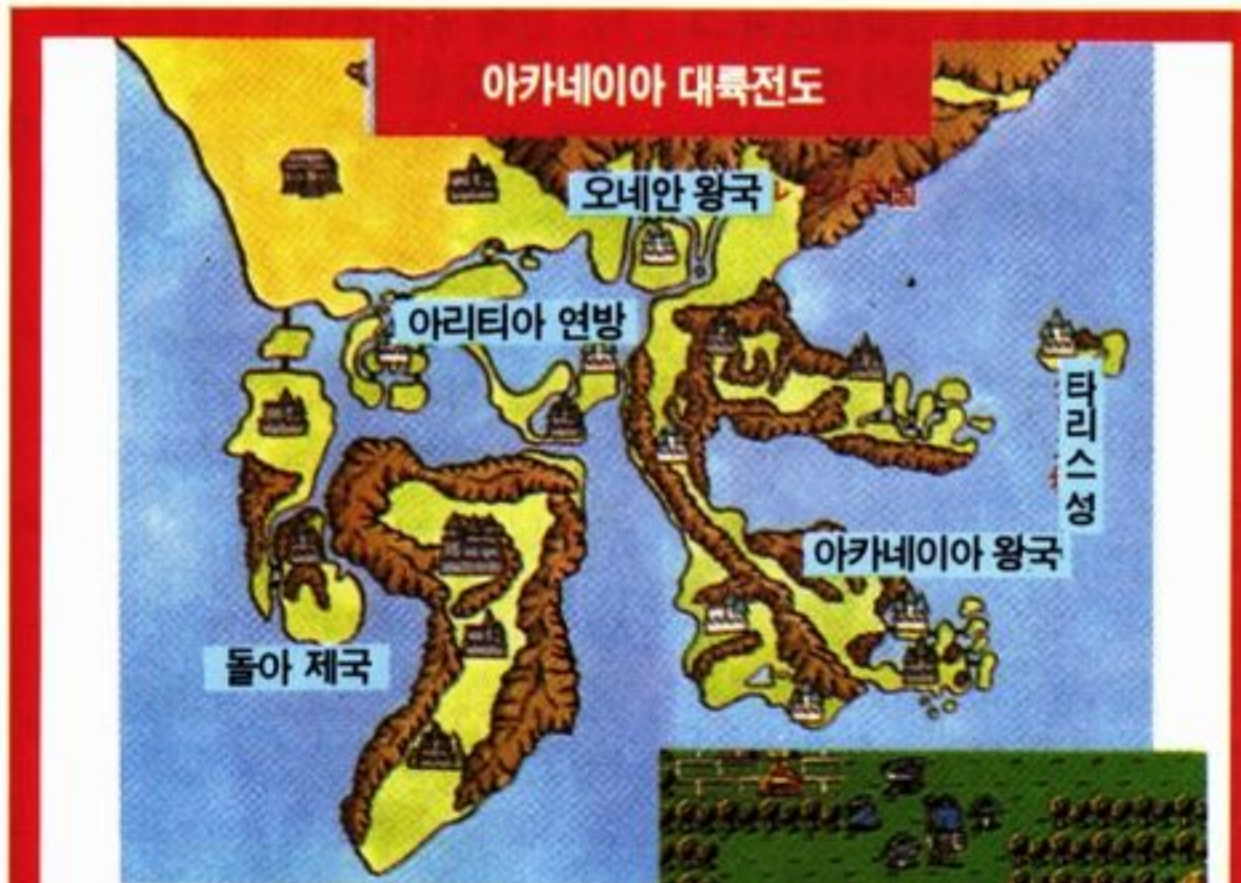 아카네이아 대륙전도
오네안 왕국
아리티아 연방
타리스 성
아카네이아 왕국
돌아 제국